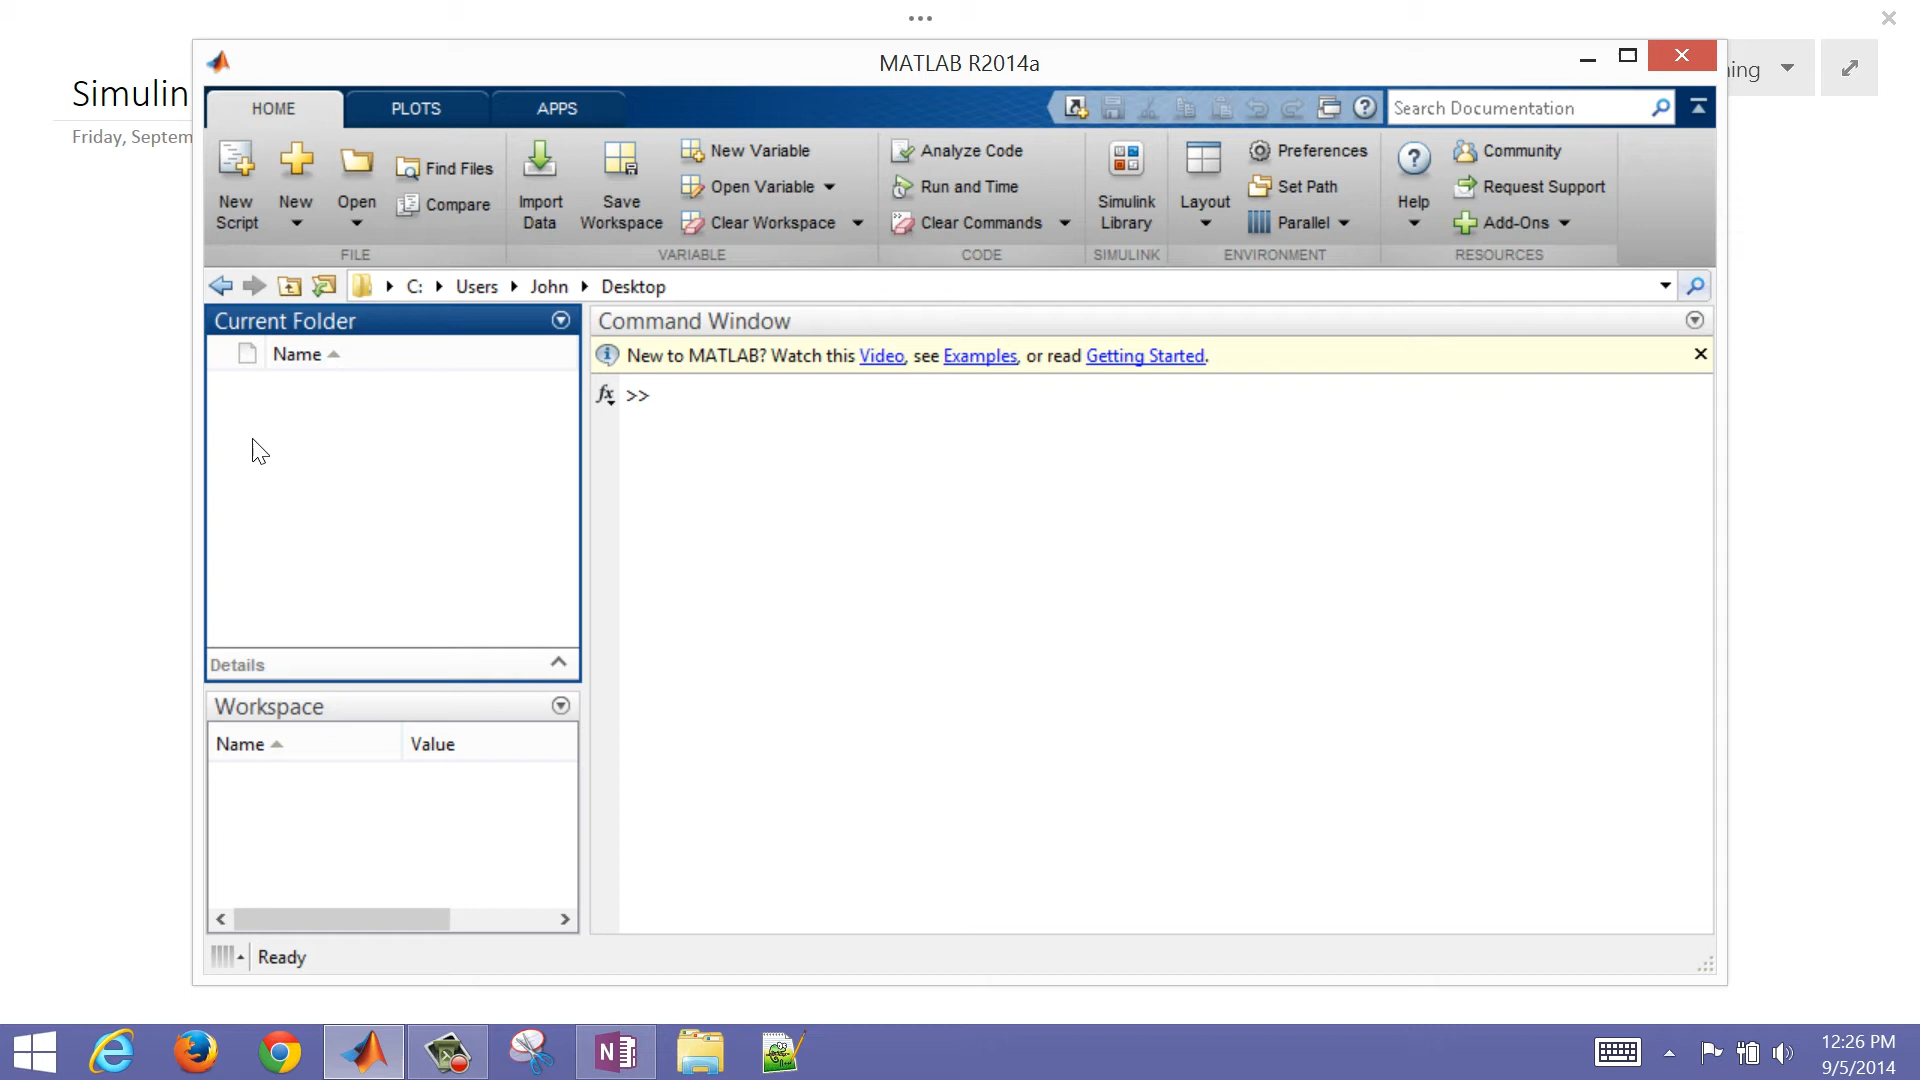 MATLAB R2014a
Simulin
Friday, Septem
ing
HOME PLOTS APPS
Search Documentation
New Script
New
Open
Find Files
Compare
FILE
Import Data
Save Workspace
New Variable
Open Variable
Clear Workspace
VARIABLE
Analyze Code
Run and Time
Clear Commands
CODE
Simulink Library
SIMULINK
Layout
Preferences
Set Path
Parallel
ENVIRONMENT
Help
Community
Request Support
Add-Ons
RESOURCES
C: Users John Desktop
Current Folder
Name
Details
Workspace
Name Value
Command Window
New to MATLAB? Watch this Video, see Examples, or read Getting Started.
fx >>
Ready
12:26 PM
9/5/2014